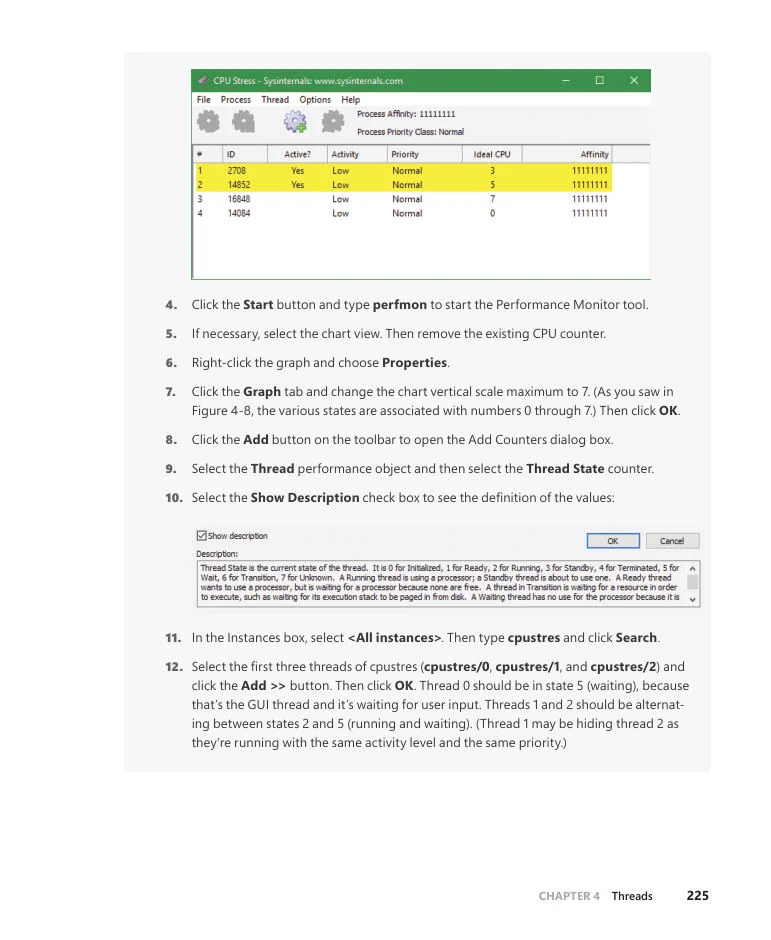 CPU Stress - Sysinternals: www.sysinternals.com
File Process Thread Options Help
Process Affinity: 11111111
Process Priority Class: Normal
# ID Active? Activity Priority Ideal CPU Affinity
1 2708 Yes Low Normal 3 11111111
2 14852 Yes Low Normal 5 11111111
3 16848 Low Normal 7 11111111
4 14084 Low Normal 0 11111111
4. Click the Start button and type perfmon to start the Performance Monitor tool.
5. If necessary, select the chart view. Then remove the existing CPU counter.
6. Right-click the graph and choose Properties.
7. Click the Graph tab and change the chart vertical scale maximum to 7. (As you saw in
Figure 4-8, the various states are associated with numbers 0 through 7.) Then click OK.
8. Click the Add button on the toolbar to open the Add Counters dialog box.
9. Select the Thread performance object and then select the Thread State counter.
10. Select the Show Description check box to see the definition of the values:
Show description OK Cancel
Description:
Thread State is the current state of the thread. It is 0 for Initialized, 1 for Ready, 2 for Running, 3 for Standby, 4 for Terminated, 5 for
Wait, 6 for Transition, 7 for Unknown. A Running thread is using a processor; a Standby thread is about to use one. A Ready thread
wants to use a processor, but is waiting for a processor because none are free. A thread in Transition is waiting for a resource in order
to execute, such as waiting for its execution stack to be paged in from disk. A Waiting thread has no use for the processor because it is
11. In the Instances box, select <All instances>. Then type cpustres and click Search.
12. Select the first three threads of cpustres (cpustres/0, cpustres/1, and cpustres/2) and
click the Add >> button. Then click OK. Thread 0 should be in state 5 (waiting), because
that's the GUI thread and it's waiting for user input. Threads 1 and 2 should be alternat-
ing between states 2 and 5 (running and waiting). (Thread 1 may be hiding thread 2 as
they're running with the same activity level and the same priority.)
CHAPTER 4 Threads 225